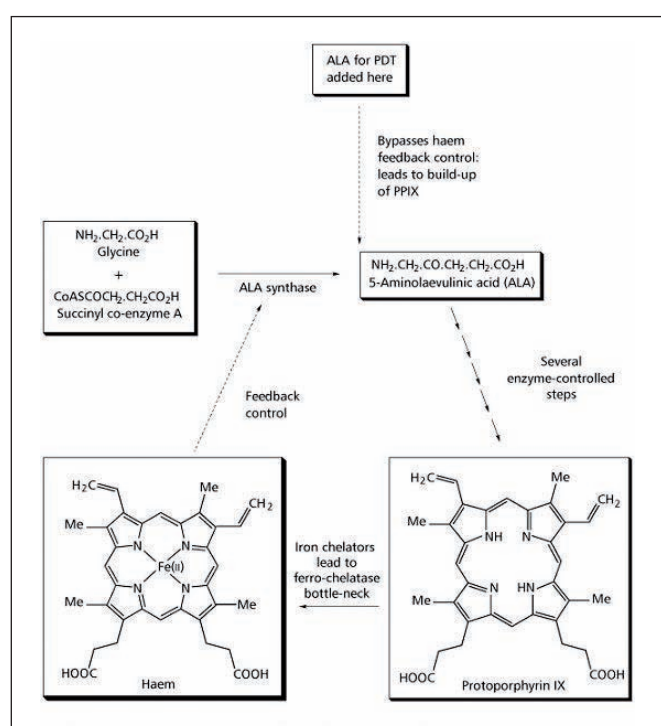 ALA for PDT
added here
Bypasses haem
feedback control:
leads to build-up
of PPIX
NH₂.CH₂.CO₂H
Glycine
+
CoASCOCH₂.CH₂CO₂H
Succinyl co-enzyme A
ALA synthase
NH₂.CH₂.CO.CH₂.CH₂.CO₂H
5-Aminolaevulinic acid (ALA)
Several
enzyme-controlled
steps
Feedback
control
H₂C
Me
CH₂
Me
N
N
Fe(II)
N
N
Me
Me
HOOC
COOH
Haem
Iron chelators
lead to
ferro-chelatase
bottle-neck
H₂C
Me
CH₂
Me
NH
N
N
HN
Me
Me
HOOC
COOH
Protoporphyrin IX